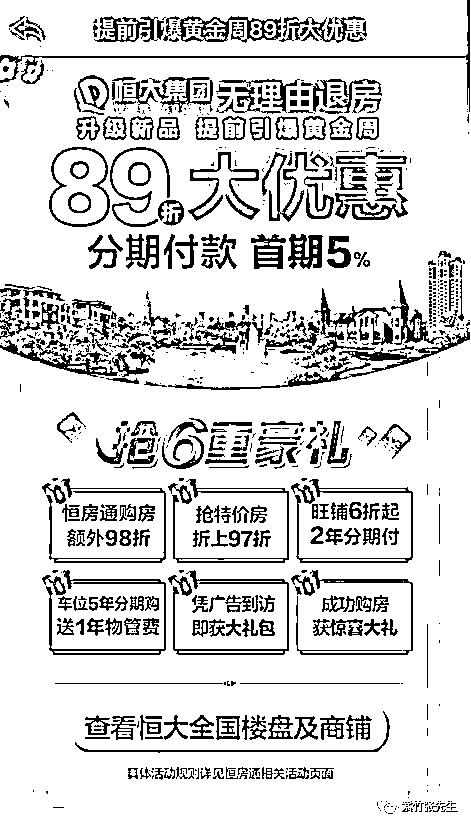 提前引爆黄金周89折大优惠
恒大集团 无理由退房
升级新品 提前引爆黄金周
89折大优惠
分期付款 首期5%
抢6重豪礼
恒房通购房
额外98折
抢特价房
折上97折
旺铺6折起
2年分期付
车位5年分期购
送1年物管费
凭广告到访
即获大礼包
成功购房
获惊喜大礼
查看恒大全国楼盘及商铺
具体活动规则详见恒房通相关活动页面
紫竹张先生